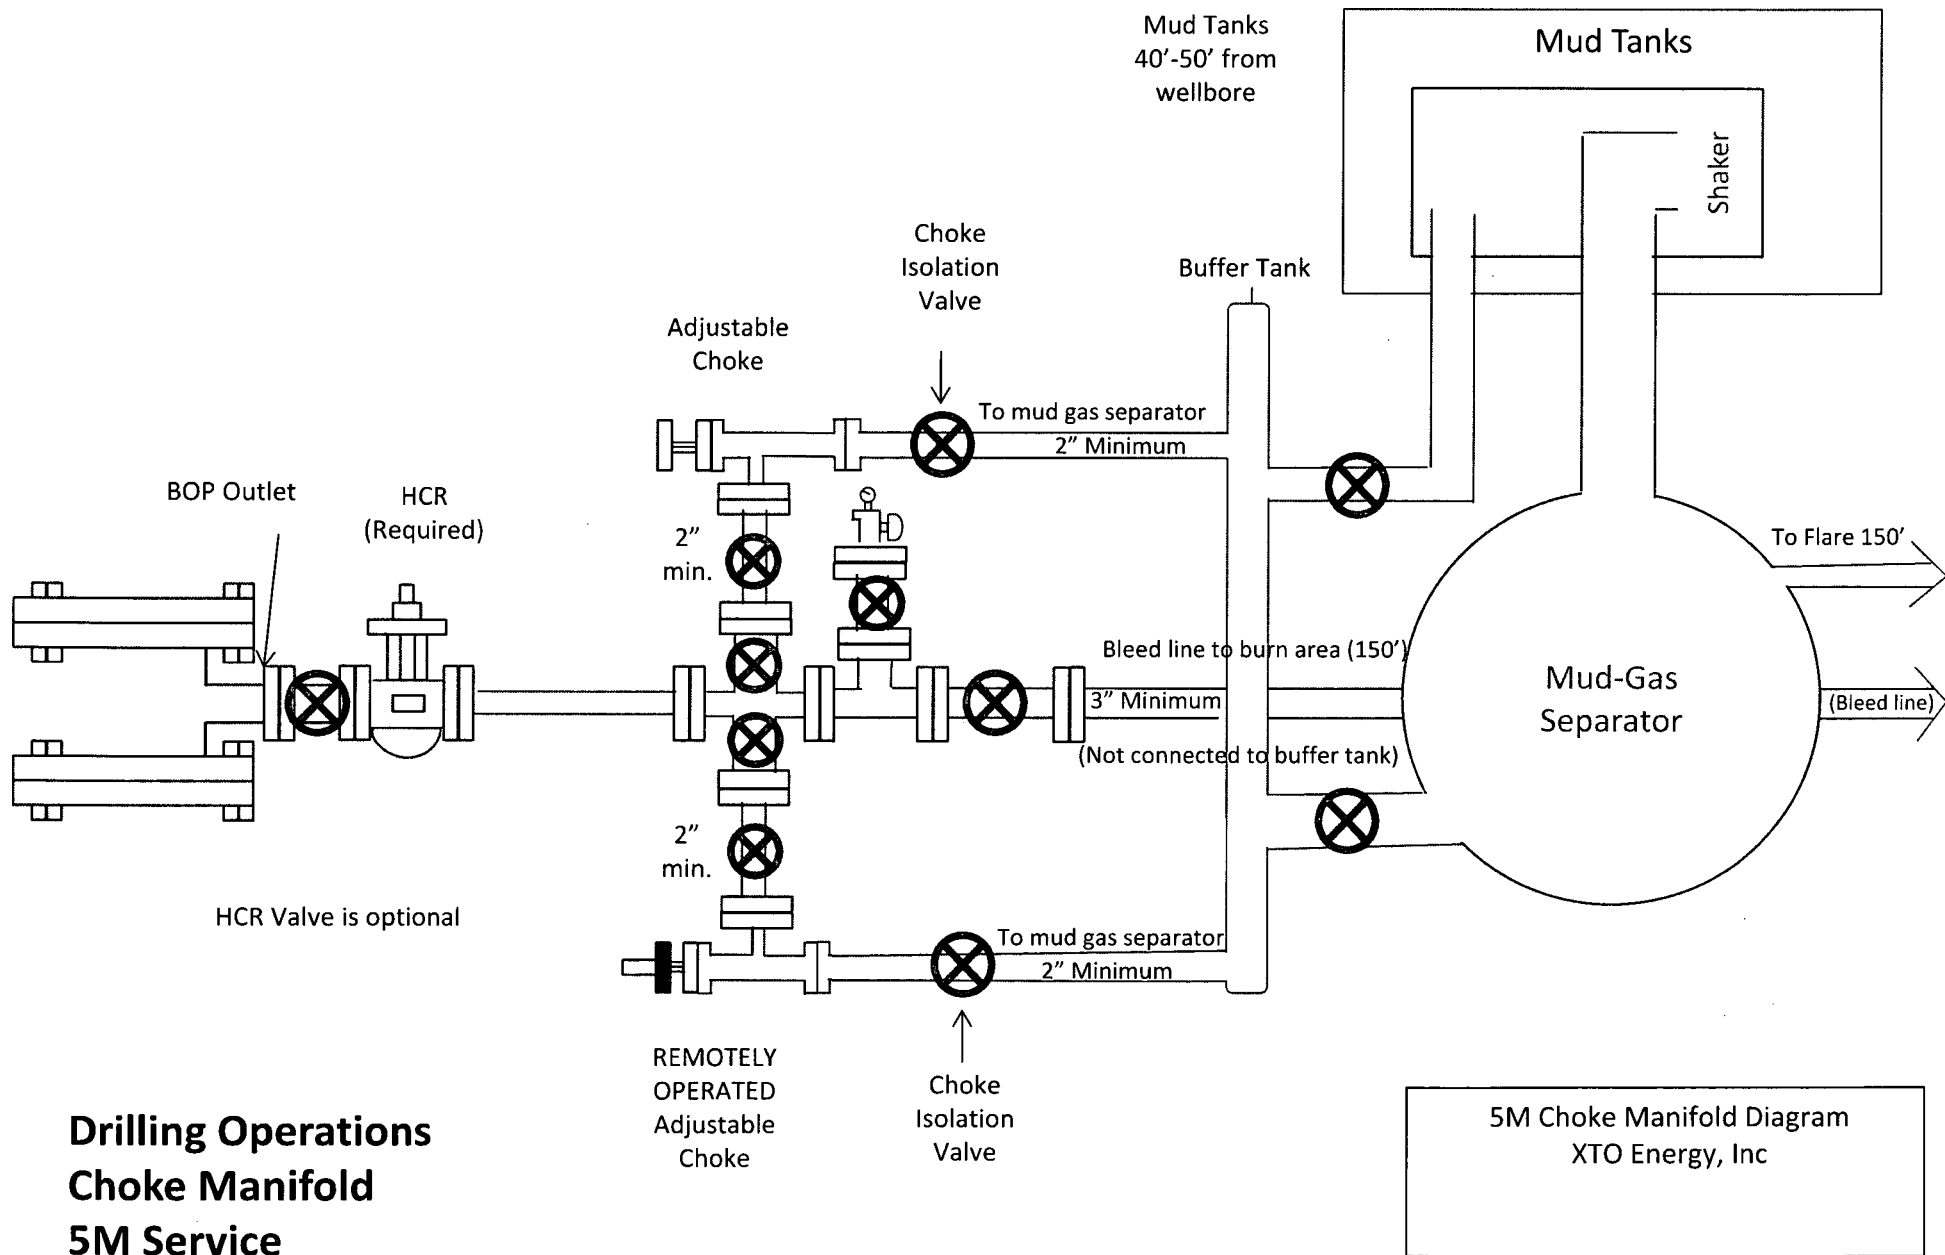 Mud Tanks
40'-50' from
wellbore
Mud Tanks
Shaker
Choke
Isolation
Valve
Buffer Tank
Adjustable
Choke
To mud gas separator
2" Minimum
BOP Outlet
HCR
(Required)
2"
min.
To Flare 150'
Bleed line to burn area (150')
3" Minimum
(Not connected to buffer tank)
Mud-Gas
Separator
(Bleed line)
2"
min.
HCR Valve is optional
To mud gas separator
2" Minimum
REMOTELY
OPERATED
Adjustable
Choke
Choke
Isolation
Valve
Drilling Operations
Choke Manifold
5M Service
5M Choke Manifold Diagram
XTO Energy, Inc